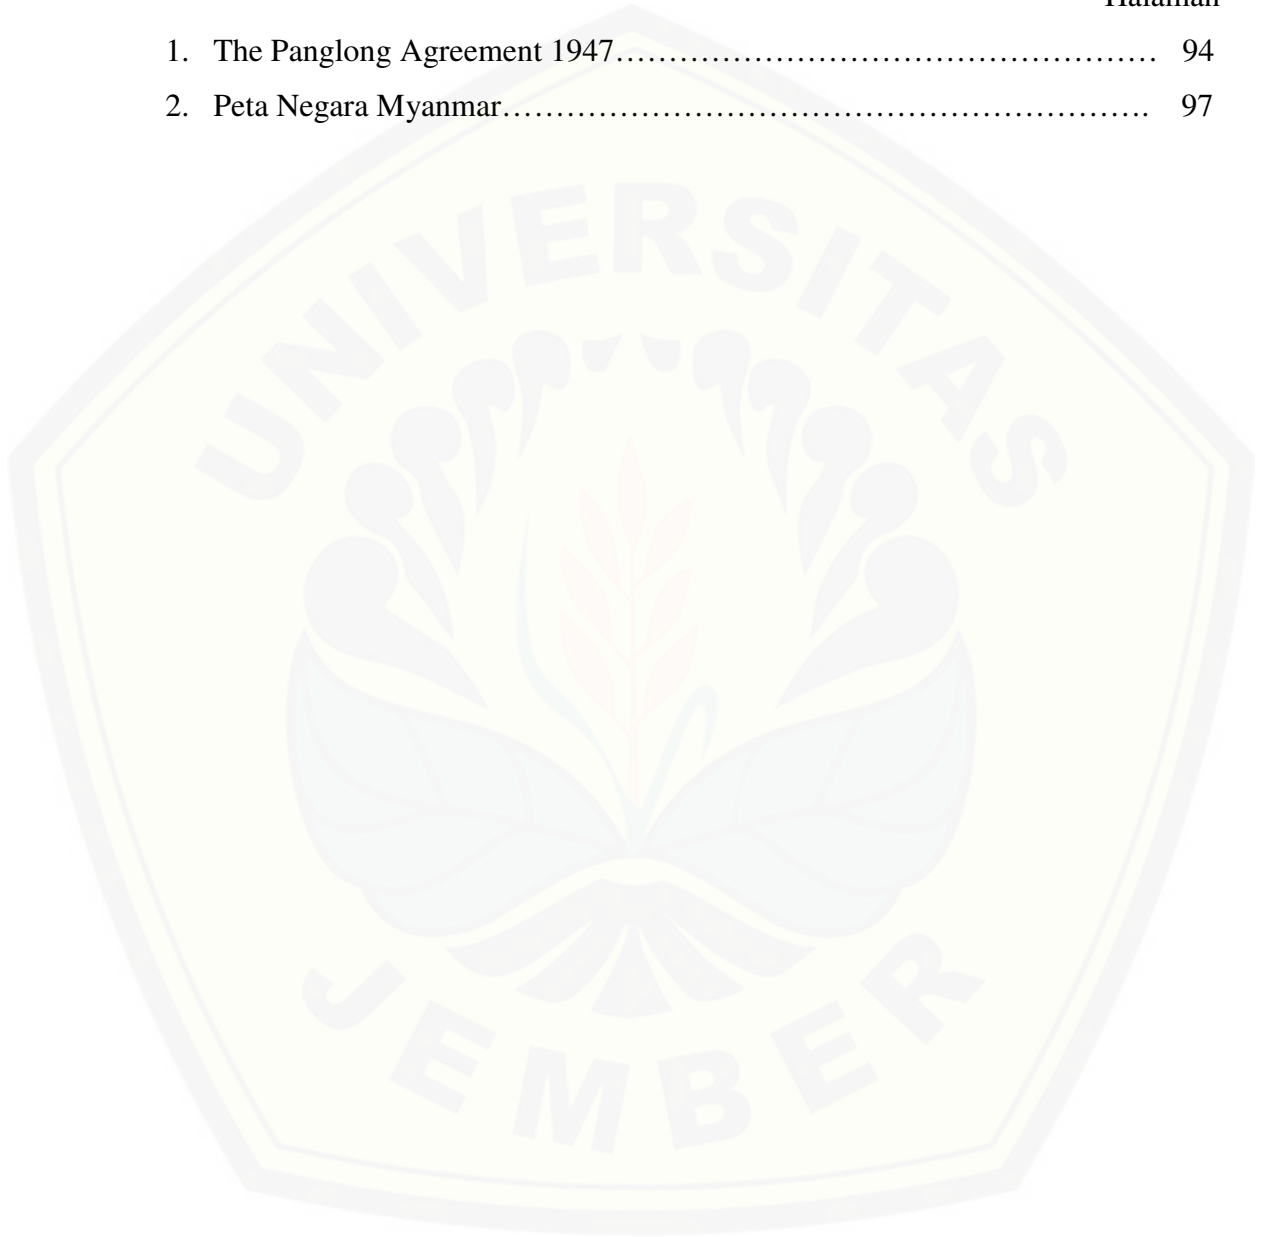 Halaman
1. The Panglong Agreement 1947…………………………………………… 94
2. Peta Negara Myanmar……………………………………………………. 97
UNIVERSITAS
JEMBER